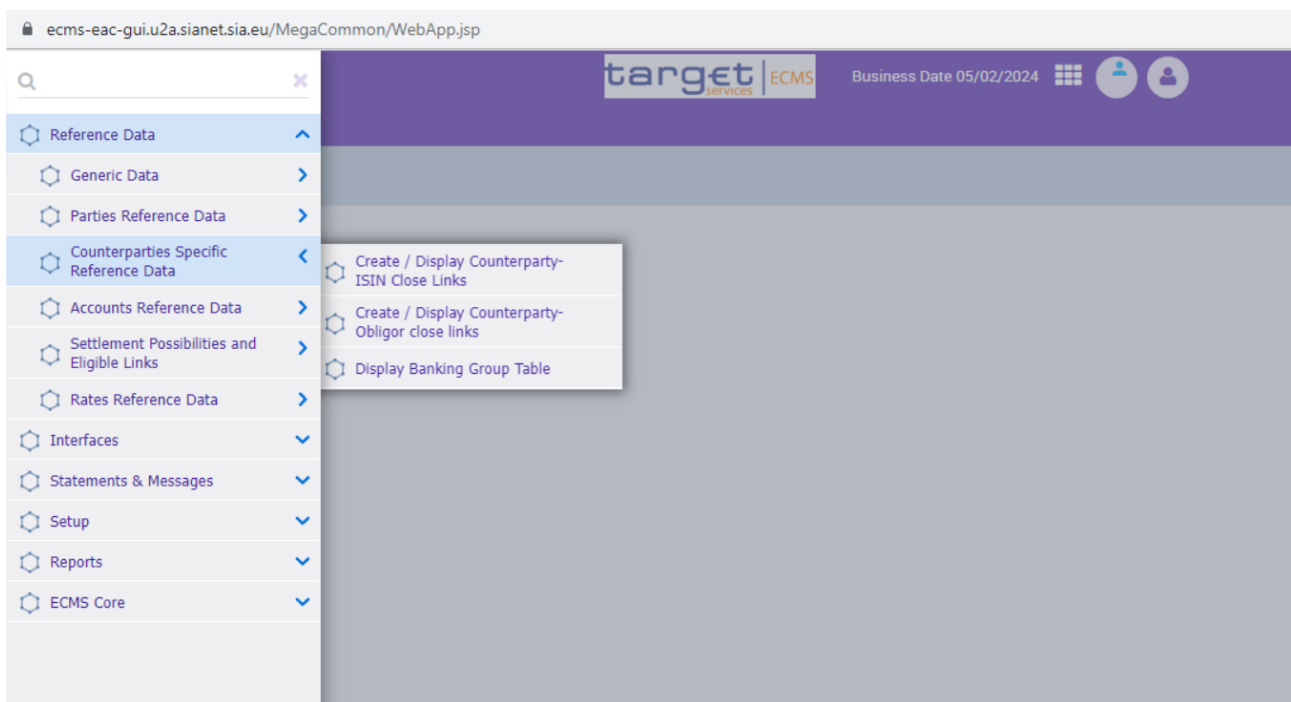 ecms-eac-gui.u2a.sianet.sia.eu/MegaCommon/WebApp.jsp
target services ECMS
Business Date 05/02/2024
Reference Data
Generic Data
Parties Reference Data
Counterparties Specific
Reference Data
Create / Display Counterparty-
ISIN Close Links
Create / Display Counterparty-
Obligor close links
Display Banking Group Table
Accounts Reference Data
Settlement Possibilities and
Eligible Links
Rates Reference Data
Interfaces
Statements & Messages
Setup
Reports
ECMS Core